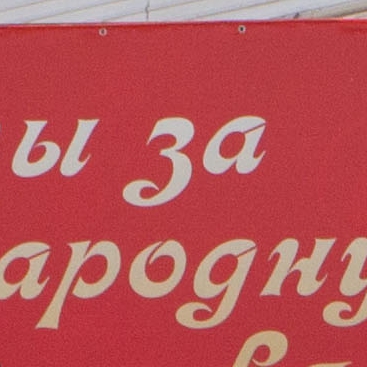 ы за
ародну